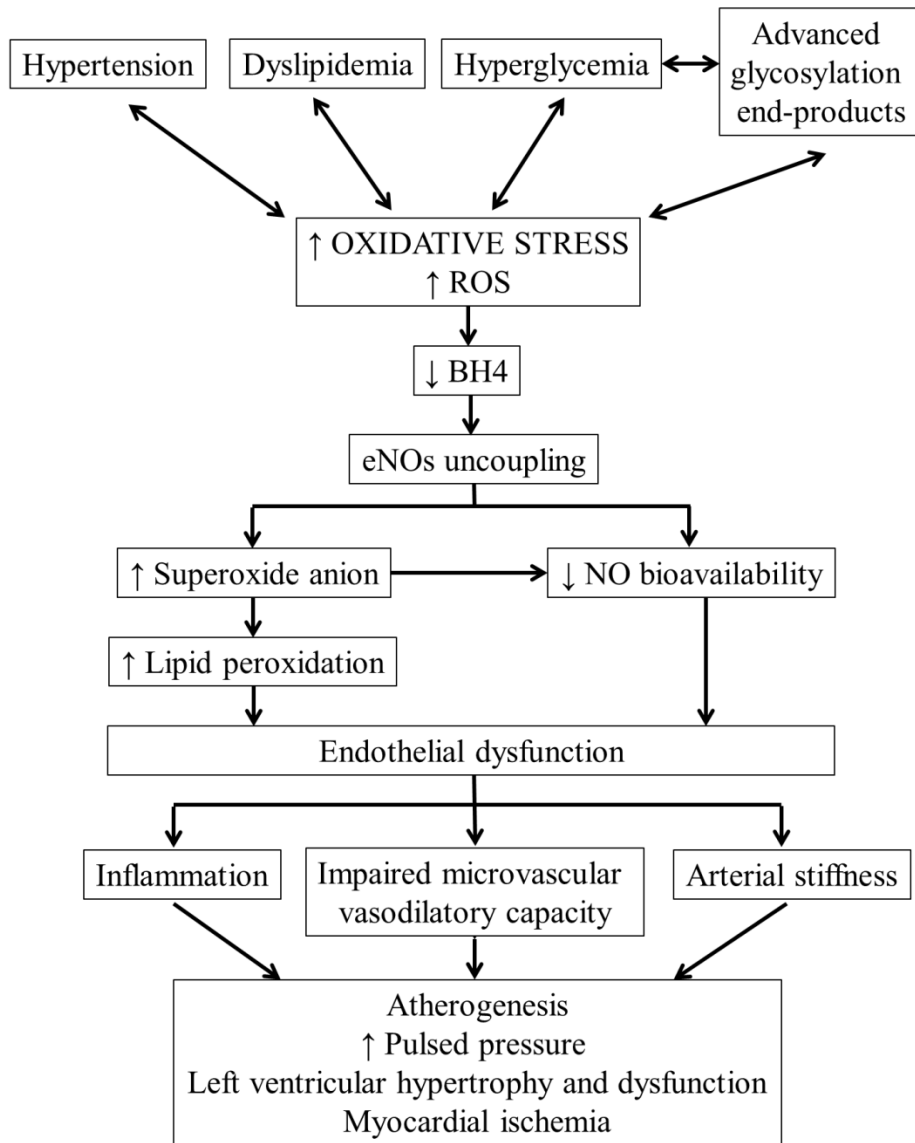 Hypertension
Dyslipidemia
Hyperglycemia
Advanced
glycosylation
end-products
↑ OXIDATIVE STRESS
↑ ROS
↓ BH4
eNOs uncoupling
↑ Superoxide anion
↓ NO bioavailability
↑ Lipid peroxidation
Endothelial dysfunction
Inflammation
Impaired microvascular
vasodilatory capacity
Arterial stiffness
Atherogenesis
↑ Pulsed pressure
Left ventricular hypertrophy and dysfunction
Myocardial ischemia